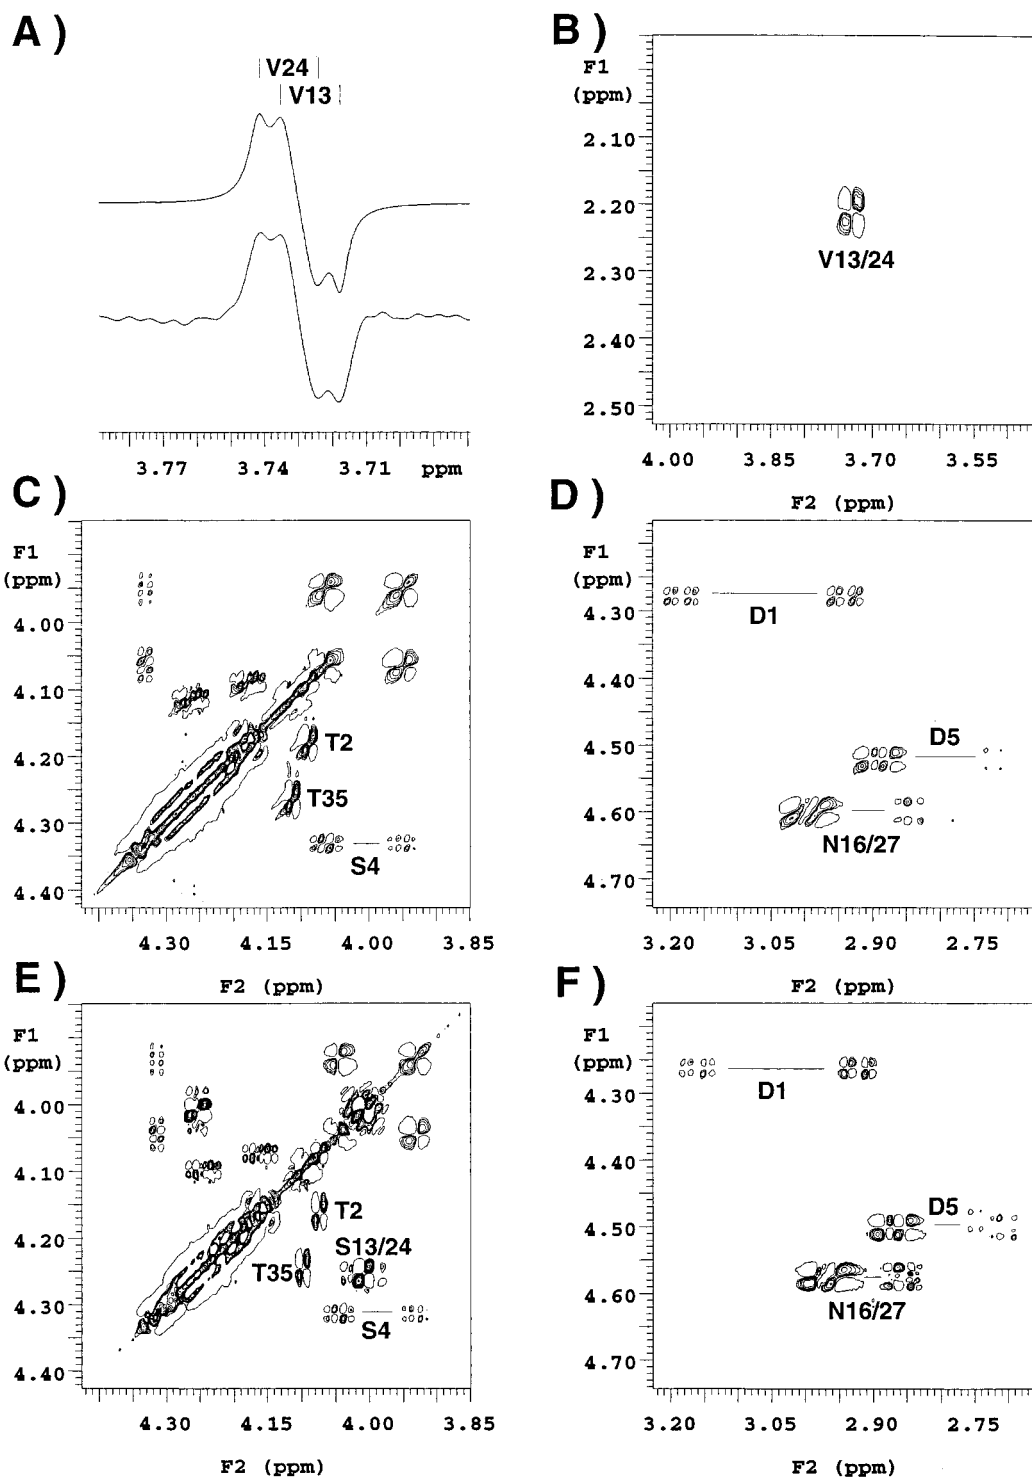 A)
V24
V13
3.77 3.74 3.71 ppm
B)
F1
(ppm)
2.10
2.20
2.30
2.40
2.50
V13/24
4.00 3.85 3.70 3.55
F2 (ppm)
C)
F1
(ppm)
4.00
4.10
4.20
4.30
4.40
T2
T35
S4
4.30 4.15 4.00 3.85
F2 (ppm)
D)
F1
(ppm)
4.30
4.40
4.50
4.60
4.70
D1
D5
N16/27
3.20 3.05 2.90 2.75
F2 (ppm)
E)
F1
(ppm)
4.00
4.10
4.20
4.30
4.40
T2
S13/24
T35
S4
4.30 4.15 4.00 3.85
F2 (ppm)
F)
F1
(ppm)
4.30
4.40
4.50
4.60
4.70
D1
D5
N16/27
3.20 3.05 2.90 2.75
F2 (ppm)